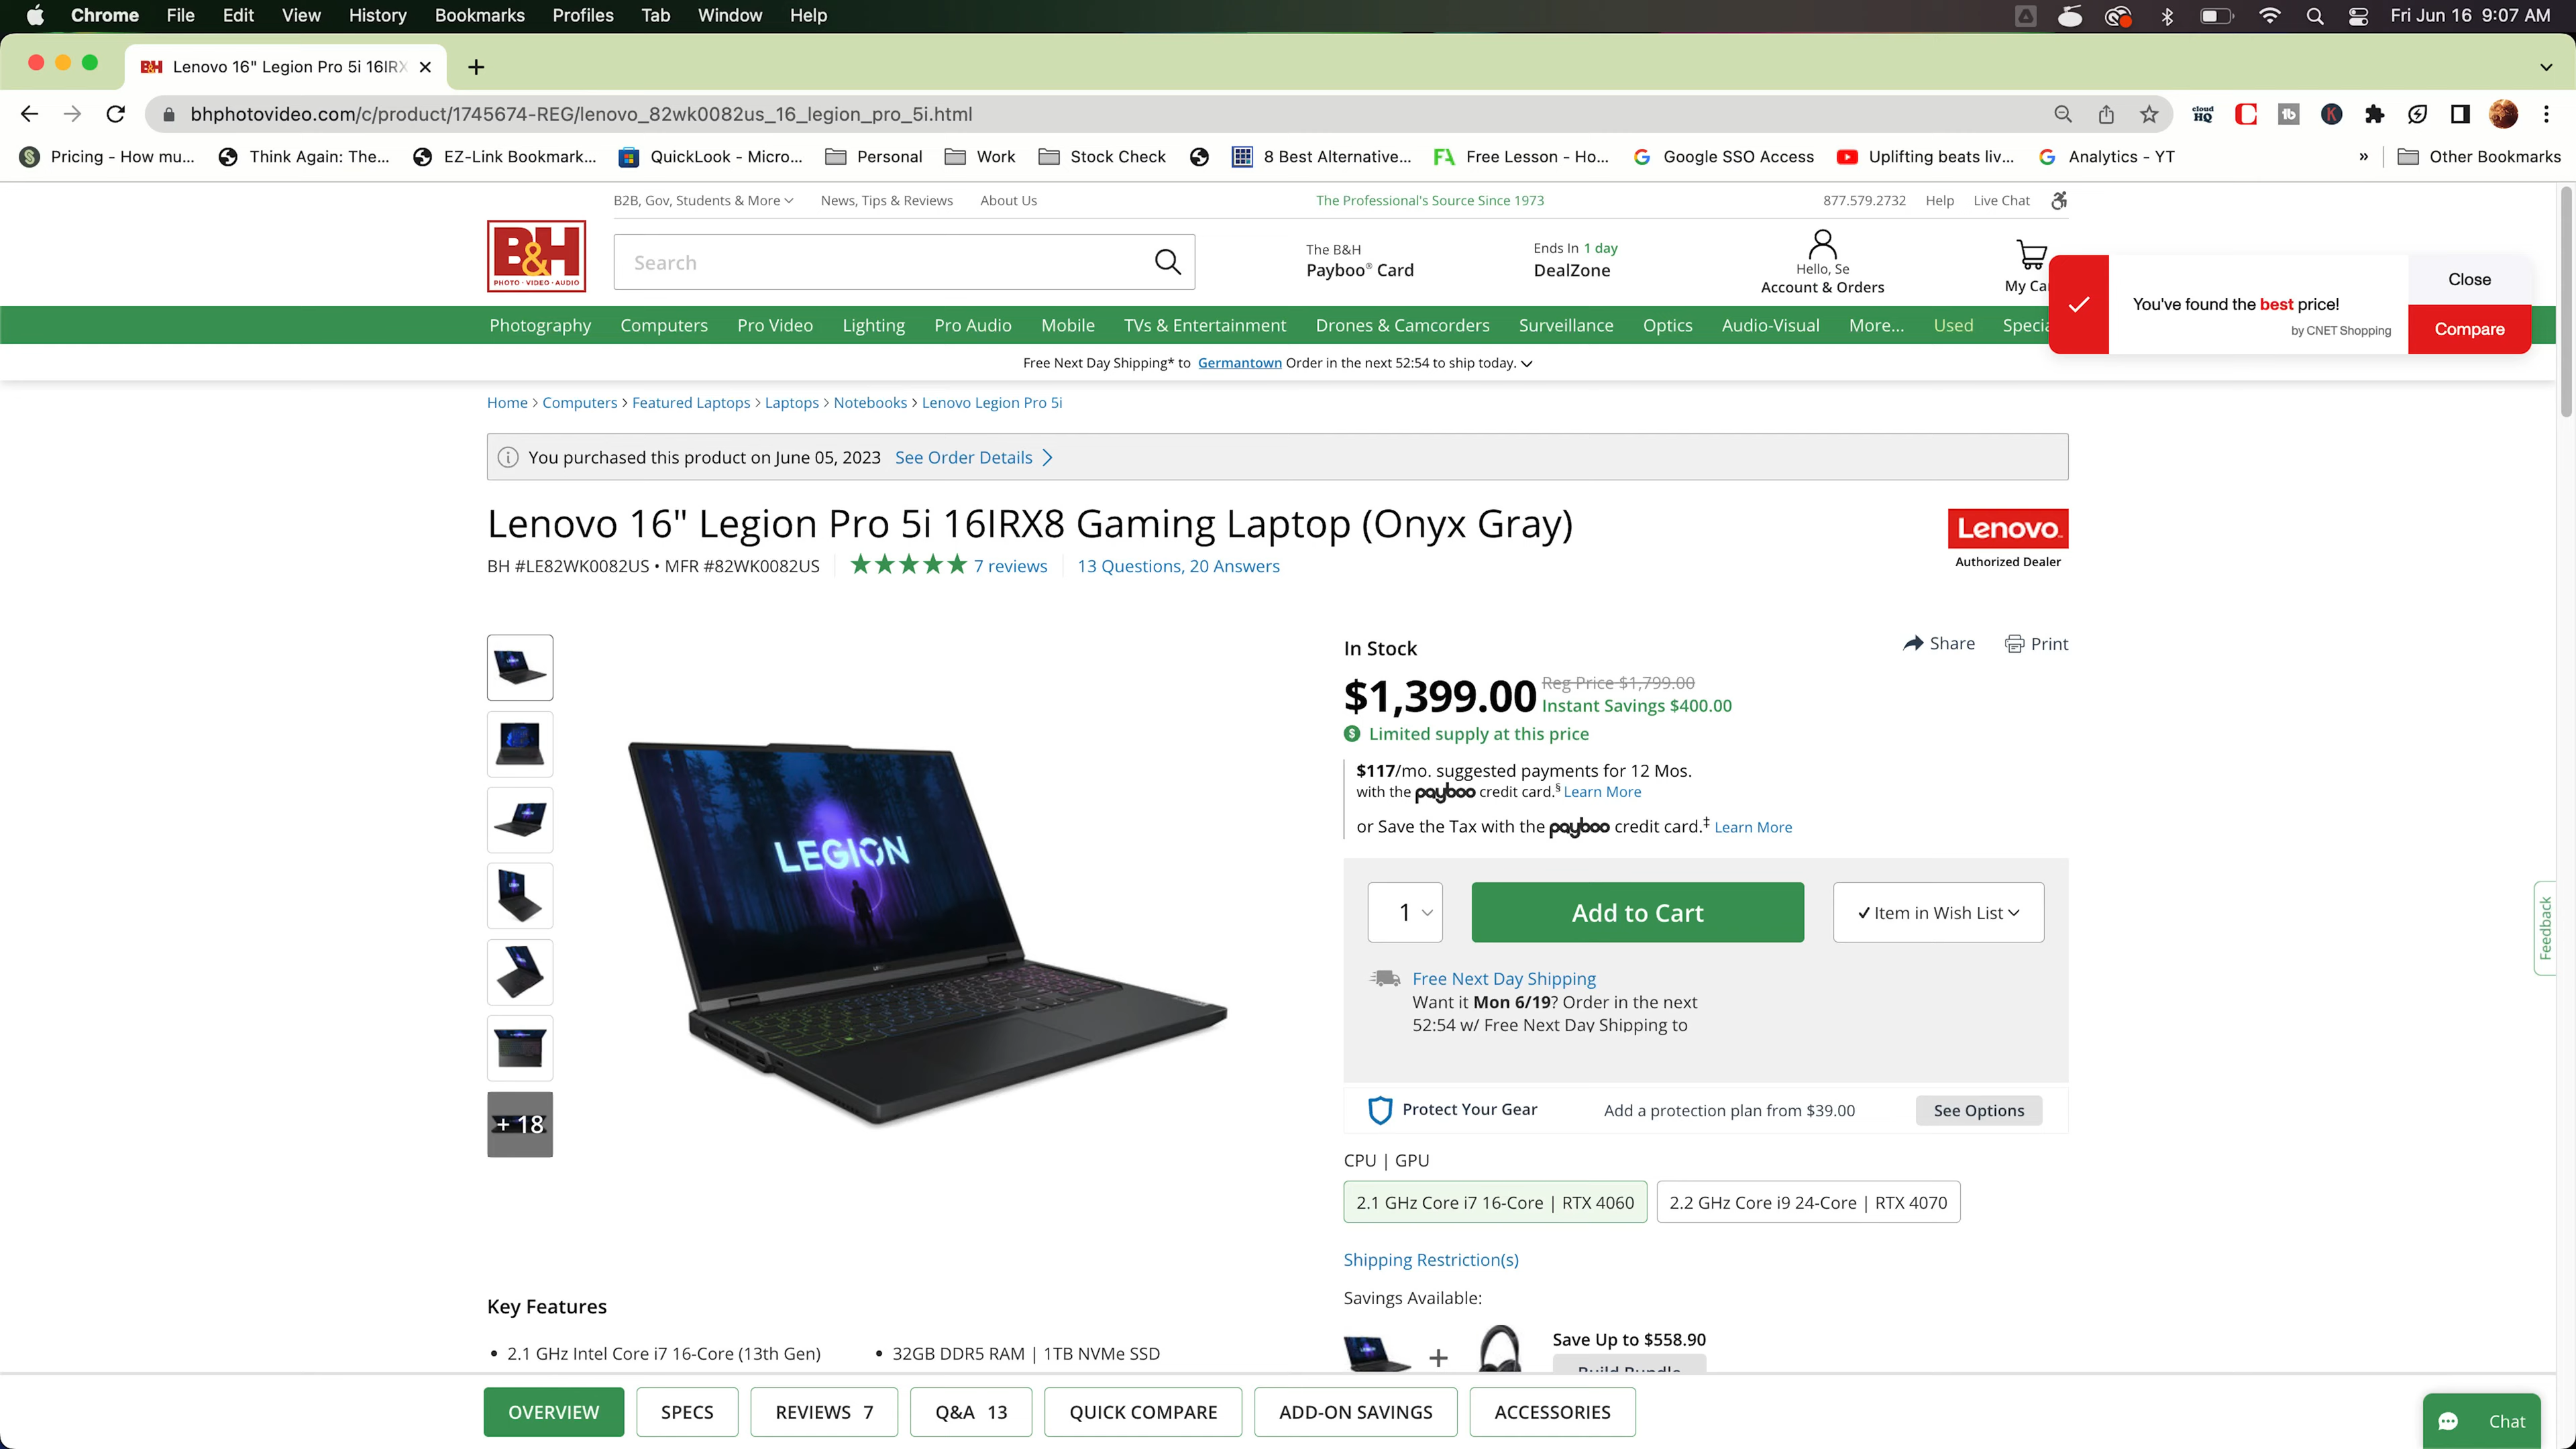 Chrome File Edit View History Bookmarks Profiles Tab Window Help Fri Jun 16 9:07 AM
B&H Lenovo 16" Legion Pro 5i 16IRX
bhphotovideo.com/c/product/1745674-REG/lenovo_82wk0082us_16_legion_pro_5i.html cloud HQ tb K
Pricing - How mu... Think Again: The... EZ-Link Bookmark... QuickLook - Micro... Personal Work Stock Check 8 Best Alternative... FA Free Lesson - Ho... Google SSO Access Uplifting beats liv... Analytics - YT » Other Bookmarks
B2B, Gov, Students & More News, Tips & Reviews About Us The Professional's Source Since 1973 877.579.2732 Help Live Chat
B&H
PHOTO · VIDEO · AUDIO
Search
The B&H
Payboo® Card
Ends In 1 day
DealZone
Hello, Se
Account & Orders
My Ca
You've found the best price!
by CNET Shopping
Close
Compare
Photography Computers Pro Video Lighting Pro Audio Mobile TVs & Entertainment Drones & Camcorders Surveillance Optics Audio-Visual More... Used Specia
Free Next Day Shipping* to Germantown Order in the next 52:54 to ship today.
Home > Computers > Featured Laptops > Laptops > Notebooks > Lenovo Legion Pro 5i
You purchased this product on June 05, 2023 See Order Details
Lenovo 16" Legion Pro 5i 16IRX8 Gaming Laptop (Onyx Gray)
BH #LE82WK0082US • MFR #82WK0082US 7 reviews 13 Questions, 20 Answers
Lenovo
Authorized Dealer
LEGION
+ 18
In Stock
Share Print
$1,399.00 Reg Price $1,799.00
Instant Savings $400.00
Limited supply at this price
$117/mo. suggested payments for 12 Mos.
with the payboo credit card.§ Learn More
or Save the Tax with the payboo credit card.‡ Learn More
1 Add to Cart ✓ Item in Wish List
Free Next Day Shipping
Want it Mon 6/19? Order in the next
52:54 w/ Free Next Day Shipping to
Protect Your Gear Add a protection plan from $39.00 See Options
CPU | GPU
2.1 GHz Core i7 16-Core | RTX 4060 2.2 GHz Core i9 24-Core | RTX 4070
Shipping Restriction(s)
Savings Available:
Save Up to $558.90
Build Bundle
Feedback
Key Features
• 2.1 GHz Intel Core i7 16-Core (13th Gen)
• 32GB DDR5 RAM | 1TB NVMe SSD
OVERVIEW SPECS REVIEWS 7 Q&A 13 QUICK COMPARE ADD-ON SAVINGS ACCESSORIES
Chat